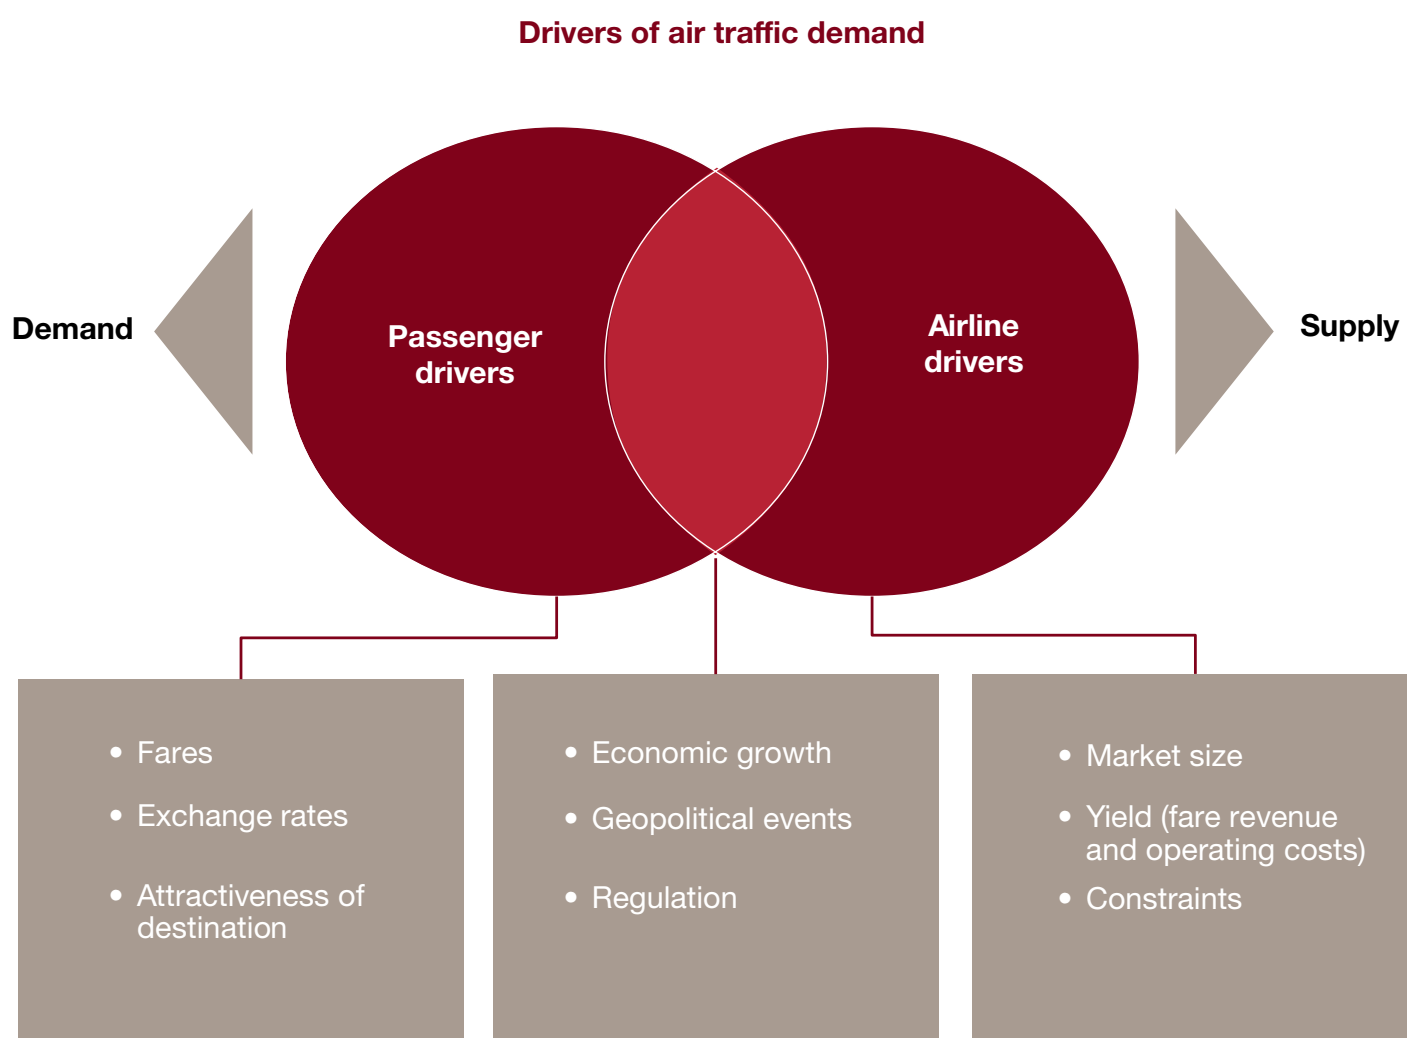 Drivers of air traffic demand
Demand
Passenger
drivers
Airline
drivers
Supply
• Fares
• Exchange rates
• Attractiveness of
destination
• Economic growth
• Geopolitical events
• Regulation
• Market size
• Yield (fare revenue
and operating costs)
• Constraints